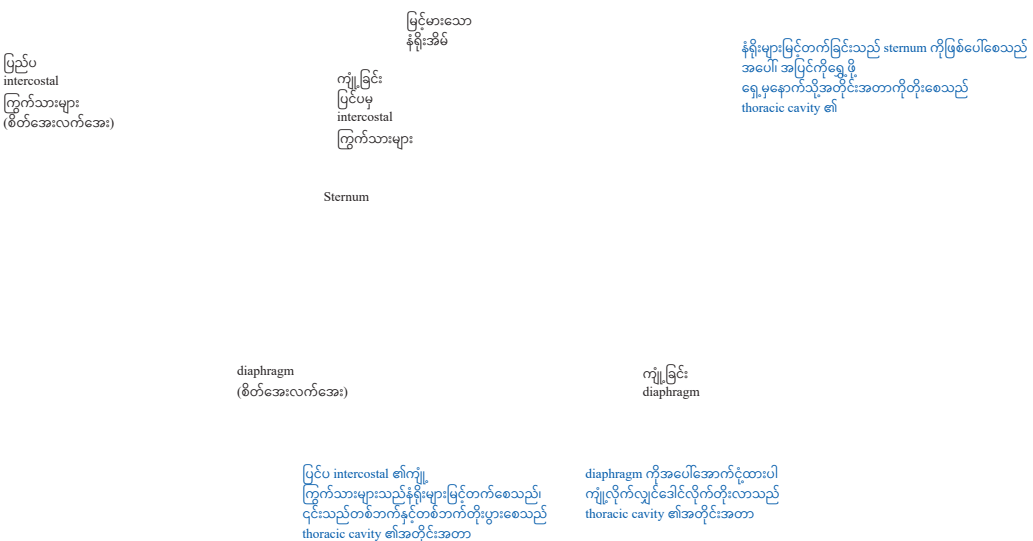 မြင့်မားသော
နံရိုးအိမ်
နံရိုးများမြင့်တက်ခြင်းသည် sternum ကိုဖြစ်ပေါ်စေသည်
အပေါ်၊ အပြင်ကိုရွှေ့ဖို့
ရှေ့မှနောက်သို့အတိုင်းအတာကိုတိုးစေသည်
thoracic cavity ၏
ပြည်ပ
intercostal
ကြွက်သားများ
(စိတ်အေးလက်အေး)
ကျုံ့ခြင်း
ပြင်ပမှ
intercostal
ကြွက်သားများ
Sternum
diaphragm
(စိတ်အေးလက်အေး)
ကျုံ့ခြင်း
diaphragm
ပြင်ပ intercostal ၏ကျုံ့
ကြွက်သားများသည်နံရိုးများမြင့်တက်စေသည်၊
၎င်းသည်တစ်ဘက်နှင့်တစ်ဘက်တိုးပွားစေသည်
thoracic cavity ၏အတိုင်းအတာ
diaphragm ကိုအပေါ်အောက်ငုံ့ထားပါ
ကျုံ့လိုက်လျှင်ဒေါင်လိုက်တိုးလာသည်
thoracic cavity ၏အတိုင်းအတာ